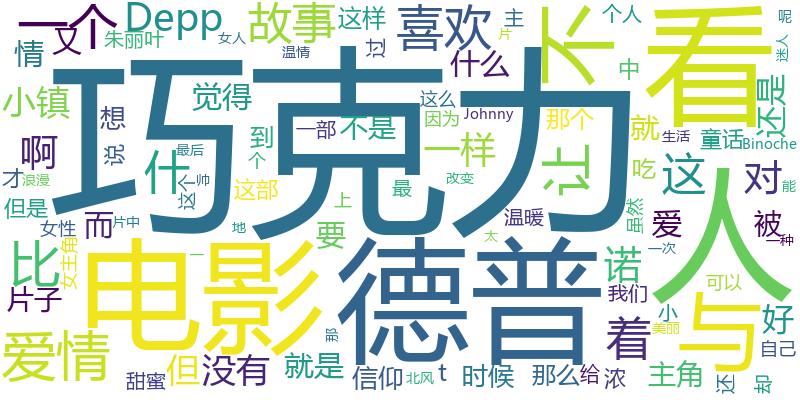 一个
又
Depp
故事
这样
过
喜欢
主
片
不
个人
看
呢
情
朱丽叶
女人
温情
什么
中
迷人
还是
小镇
巧克力
觉得
想
这么
Johnny
那个
就
童话
Binoche
啊
说
什
到
一部
不是
因为
一样
让
吃
生活
才
浪漫
最后
个
这个
帅
这部
改变
虽然
这
对
能
但是
女性
而
片中
地
要
上
最
温暖
爱
被
一种
比
女主角
电影
一
德普
太
诺
人
一次
片子
那
着
我们
可以
小
美丽
与
好
自己
爱情
甜蜜
但
没有
就是
信仰
t
北风
时候
那么
给
浓
主角
还
却